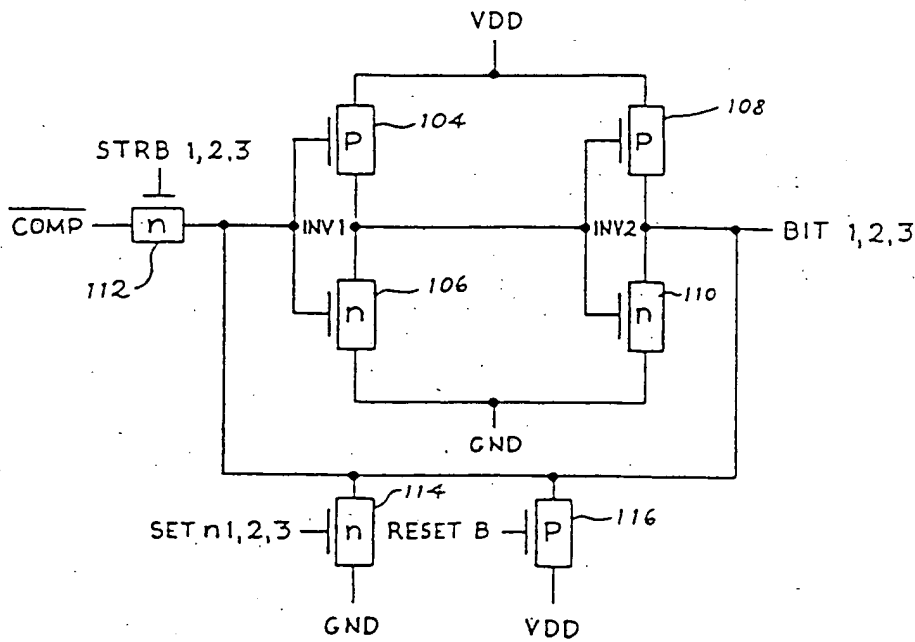 VDD
104
108
P
P
STRB 1,2,3
COMP
n
INV1
INV2
BIT 1,2,3
112
106
110
n
n
GND
114
116
SET n1,2,3
n
RESET B
P
GND
VDD